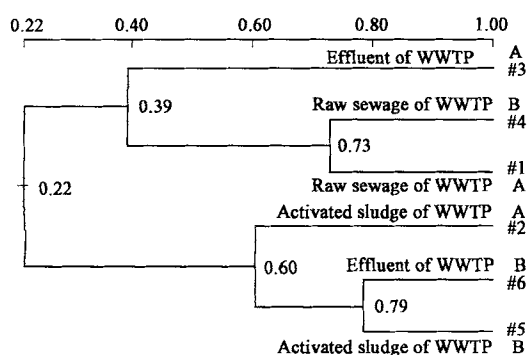 0.22 0.40 0.60 0.80 1.00
Effluent of WWTP A
#3
0.39
Raw sewage of WWTP B
#4
0.73
#1
Raw sewage of WWTP A
0.22
Activated sludge of WWTP A
#2
0.60
Effluent of WWTP B
#6
0.79
#5
Activated sludge of WWTP B